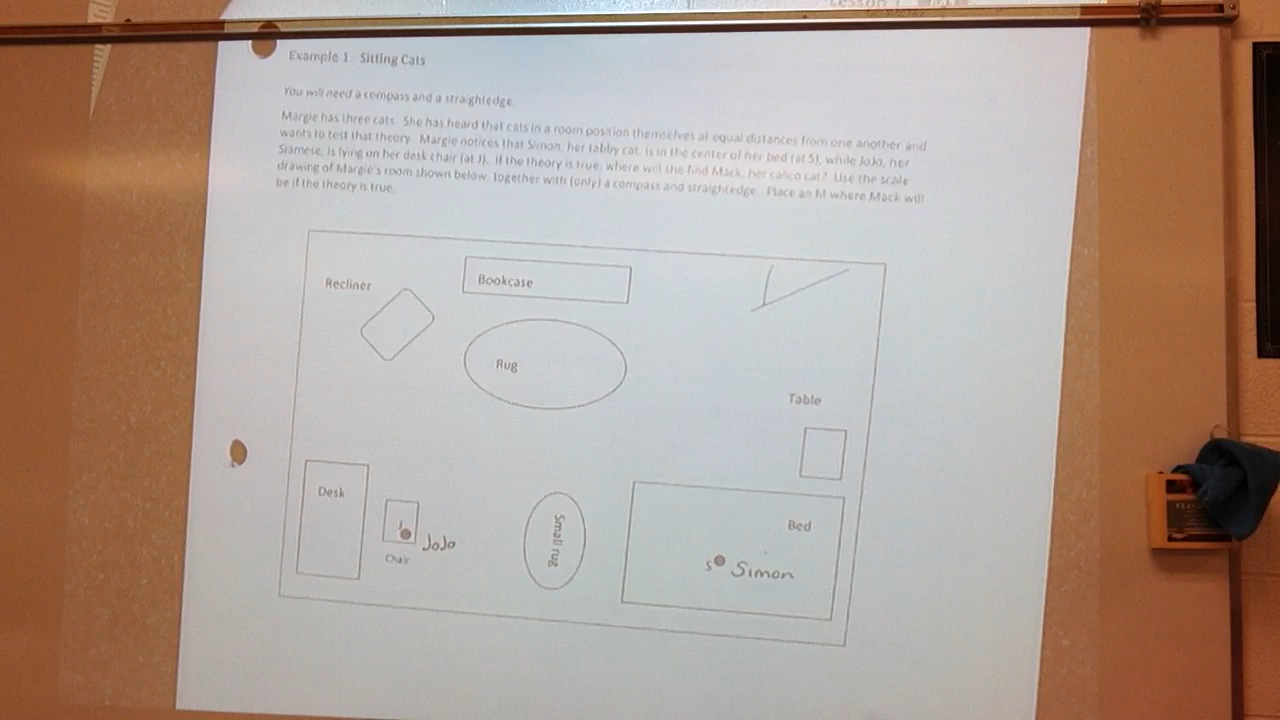 Example 1 Sitting Cats
You will need a compass and a straightedge.
Margie has three cats. She has heard that cats in a room position themselves at equal distances from one another and
wants to test that theory. Margie notices that Simon, her tabby cat, is in the center of her bed (at S), while JoJo, her
Siamese, is lying on her desk chair (at J). If the theory is true, where will she find Mack, her calico cat? Use the scale
drawing of Margie's room shown below, together with (only) a compass and straightedge. Place an M where Mack will
be if the theory is true.
Recliner
Bookcase
Rug
Table
Desk
J
JoJo
Chair
Small rug
Bed
S Simon